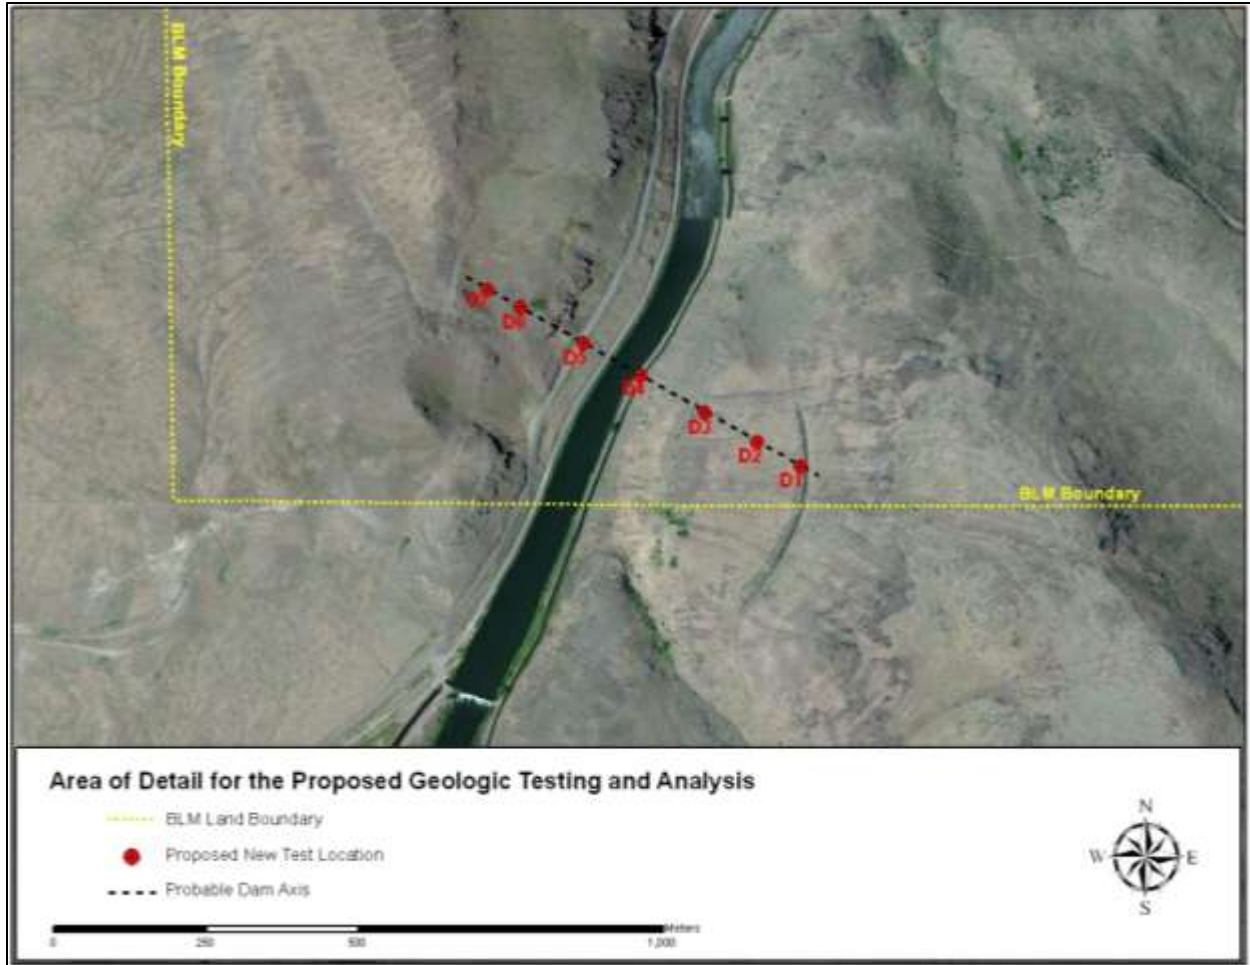 BLM Boundary
D7
D6
D5
D4
D3
D2
D1
BLM Boundary
Area of Detail for the Proposed Geologic Testing and Analysis
BLM Land Boundary
Proposed New Test Location
Probable Dam Axis
N
W E
S
Meters
0 250 500 1,000